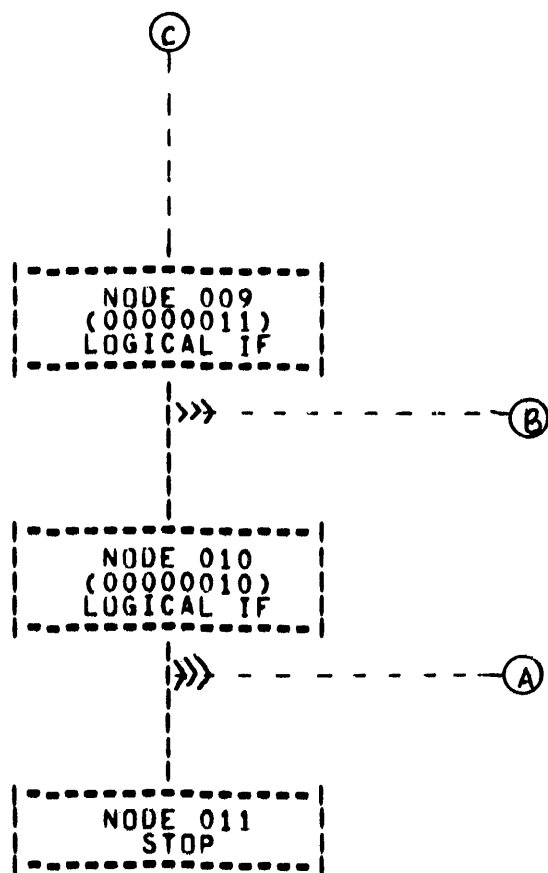 C
NODE 009
(00000011)
LOGICAL IF
>>>
B
NODE 010
(00000010)
LOGICAL IF
>>>
A
NODE 011
STOP